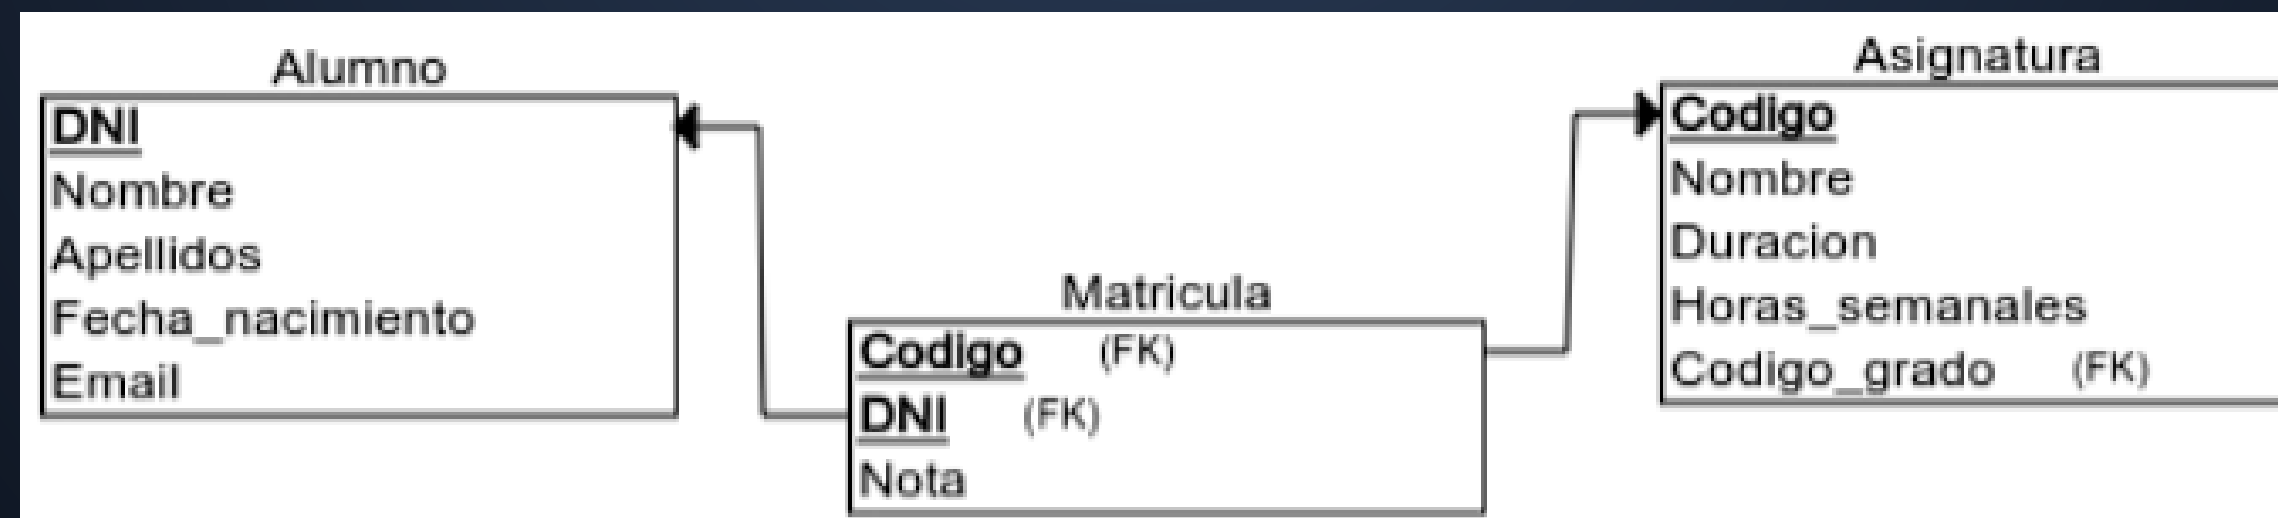 Alumno
DNI
Nombre
Apellidos
Fecha_nacimiento
Email
Matricula
Codigo (FK)
DNI (FK)
Nota
Asignatura
Codigo
Nombre
Duracion
Horas_semanales
Codigo_grado (FK)